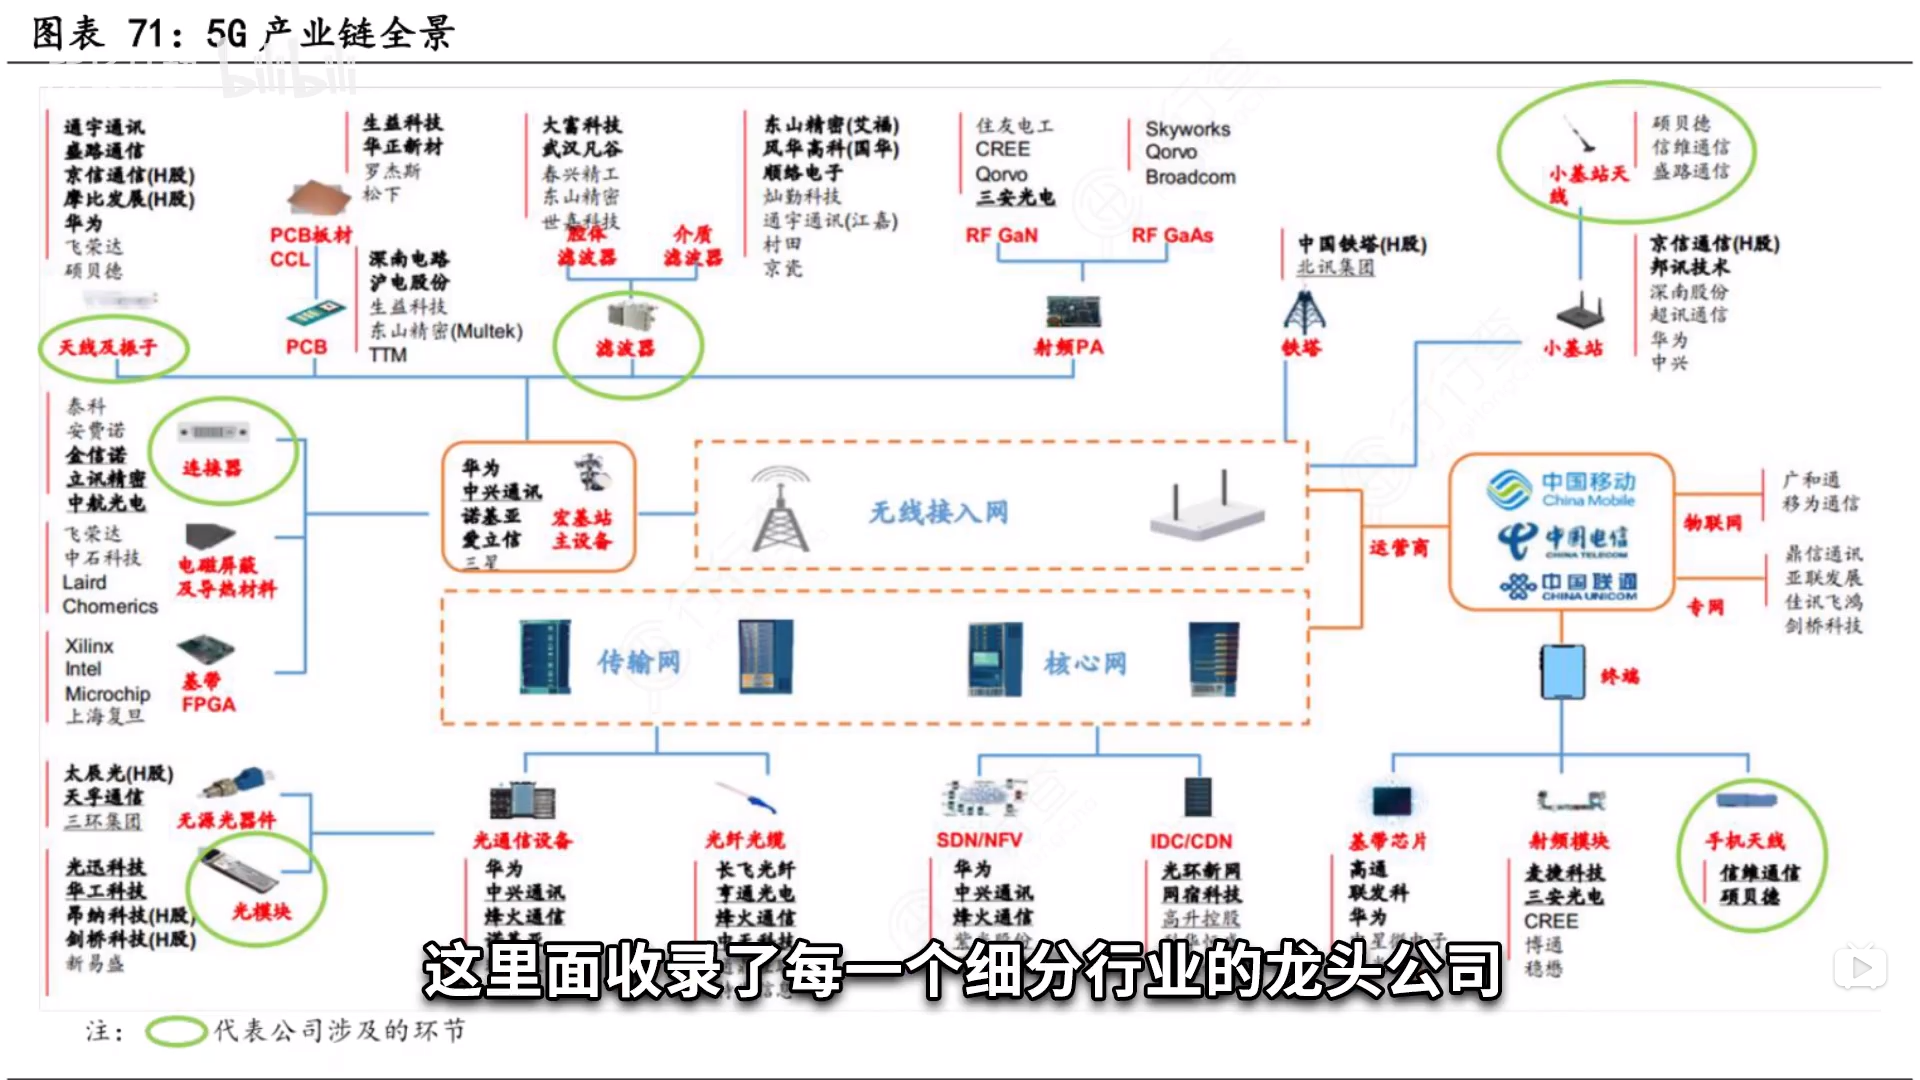 图表 71：5G 产业链全景
bilibili
通宇通讯
盛路通信
京信通信(H股)
摩比发展(H股)
华为
飞荣达
硕贝德
天线及振子
生益科技
华正新材
罗杰斯
松下
PCB板材
CCL
深南电路
沪电股份
生益科技
东山精密(Multek)
TTM
PCB
大富科技
武汉凡谷
春兴精工
东山精密
世嘉科技
腔体
滤波器
介质
滤波器
滤波器
东山精密(艾福)
风华高科(国华)
顺络电子
灿勤科技
通宇通讯(江嘉)
村田
京瓷
住友电工
CREE
Qorvo
三安光电
RF GaN
Skyworks
Qorvo
Broadcom
RF GaAs
射频PA
中国铁塔(H股)
北讯集团
铁塔
小基站天
线
硕贝德
信维通信
盛路通信
京信通信(H股)
邦讯技术
深南股份
超讯通信
华为
中兴
小基站
泰科
安费诺
金信诺
立讯精密
中航光电
连接器
飞荣达
中石科技
Laird
Chomerics
电磁屏蔽
及导热材料
Xilinx
Intel
Microchip
上海复旦
基带
FPGA
华为
中兴通讯
诺基亚
爱立信
三星
宏基站
主设备
无线接入网
运营商
中国移动
China Mobile
中国电信
CHINA TELECOM
中国联通
CHINA UNICOM
物联网
广和通
移为通信
专网
鼎信通讯
亚联发展
佳讯飞鸿
剑桥科技
传输网
核心网
终端
太辰光(H股)
天孚通信
三环集团
无源光器件
光迅科技
华工科技
昂纳科技(H股)
剑桥科技(H股)
新易盛
光模块
光通信设备
华为
中兴通讯
烽火通信
诺基亚
光纤光缆
长飞光纤
亨通光电
烽火通信
中天科技
SDN/NFV
华为
中兴通讯
烽火通信
紫光股份
IDC/CDN
光环新网
网宿科技
高升控股
基带芯片
高通
联发科
华为
射频模块
麦捷科技
三安光电
CREE
博通
稳懋
手机天线
信维通信
硕贝德
这里面收录了每一个细分行业的龙头公司
注：
代表公司涉及的环节